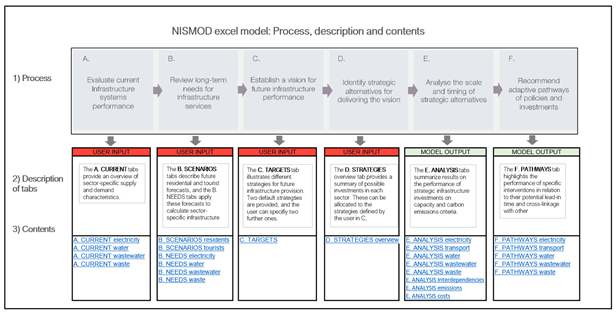 NISMOD excel model: Process, description and contents
1) Process
A.
Evaluate current
Infrastructure
systems
performance
B.
Review long-term
needs for
infrastructure
services
C.
Establish a vision for
future infrastructure
performance
D.
Identify strategic
alternatives for
delivering the vision
E.
Analyse the scale
and timing of
strategic alternatives
F.
Recommend
adaptive pathways
of policies and
investments
2) Description
of tabs
USER INPUT
The A. CURRENT tabs
provide an overview of
sector-specific supply
and demand
characteristics.
USER INPUT
The B. SCENARIOS
tabs describe future
residential and tourist
forecasts, and the B.
NEEDS tabs apply
these forecasts to
calculate sector-
specific infrastructure
USER INPUT
The C. TARGETS tab
illustrates different
strategies for future
infrastructure provision.
Two default strategies
are provided, and the
user can specifiy two
further ones.
USER INPUT
The D. STRATEGIES
overview tab provides a
summary of possible
investments in each
sector. These can be
allocated to the
strategies defined by
the user in C.
MODEL OUTPUT
The E. ANALYSIS tabs
summarize results on
the performance of
strategic infrastructure
investments on
capacity and carbon
emissions criteria.
MODEL OUTPUT
The F. PATHWAYS tab
highlights the
performance of specific
interventions in relation
to their potential lead-in
time and cross-linkage
with other
3) Contents
A. CURRENT electricity
A. CURRENT water
A. CURRENT wastewater
A. CURRENT waste
B. SCENARIOS residents
B. SCENARIOS tourists
B. NEEDS electricity
B. NEEDS water
B. NEEDS wastewater
B. NEEDS waste
C. TARGETS
D. STRATEGIES overview
E. ANALYSIS electricity
E. ANALYSIS transport
E. ANALYSIS water
E. ANALYSIS wastewater
E. ANALYSIS waste
E. ANALYSIS interdependencies
E. ANALYSIS emissions
E. ANALYSIS costs
F. PATHWAYS electricity
F. PATHWAYS transport
F. PATHWAYS water
F. PATHWAYS wastewater
F. PATHWAYS waste